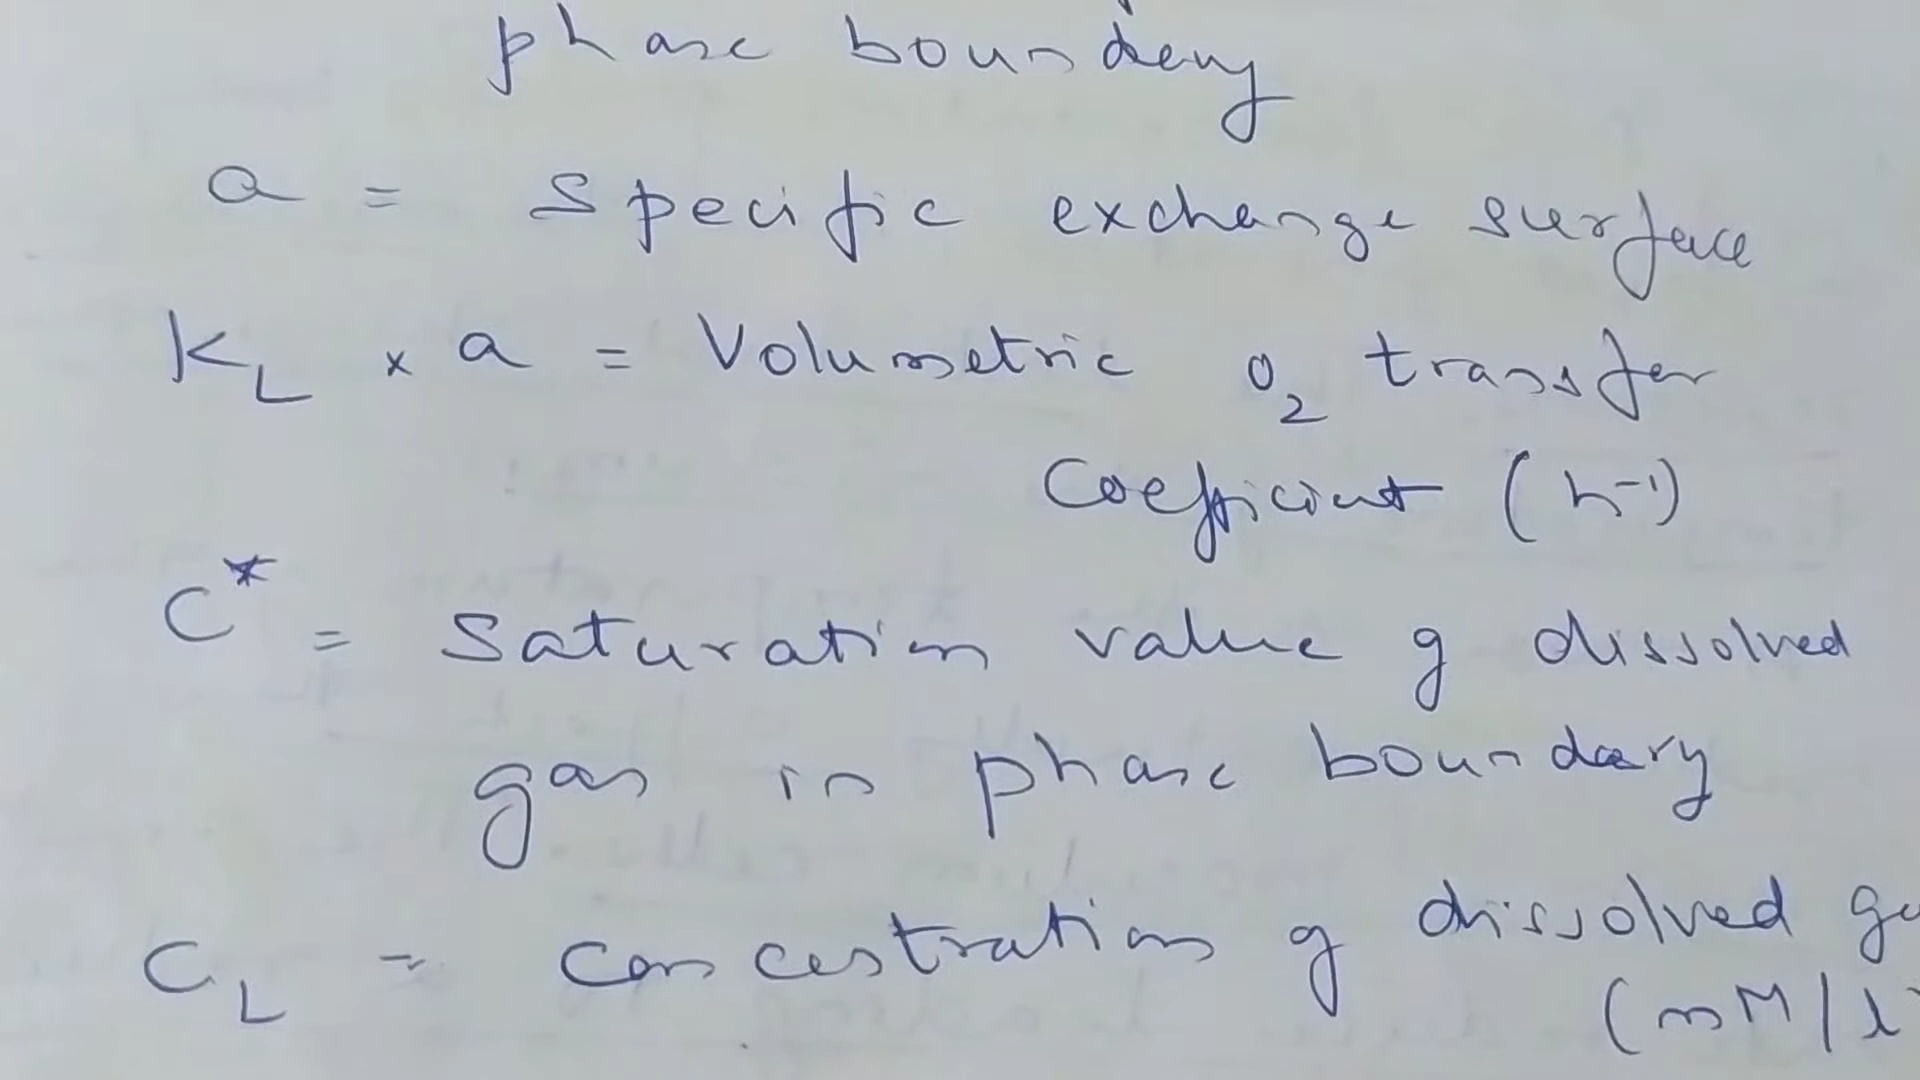 phase boundary
a = Specific exchange surface
KL × a = Volumetric O2 transfer
Coefficient (h⁻¹)
C* = Saturation value of dissolved
gas in phase boundary
CL = Concentration of dissolved
(mM/l